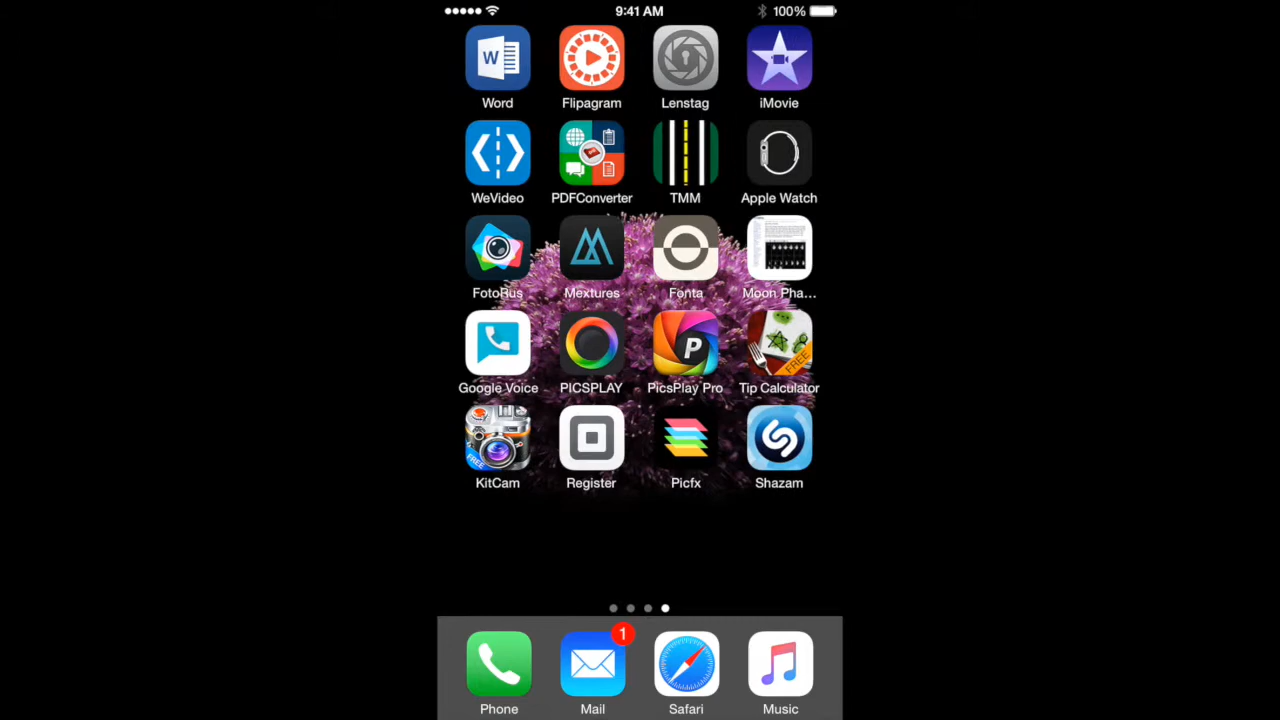 9:41 AM 100%
W
Word Flipagram Lenstag iMovie
WeVideo PDFConverter TMM Apple Watch
FotoRus Mextures Fonta Moon Pha...
P
FREE
Google Voice PICSPLAY PicsPlay Pro Tip Calculator
FREE
KitCam Register Picfx Shazam
1
Phone Mail Safari Music